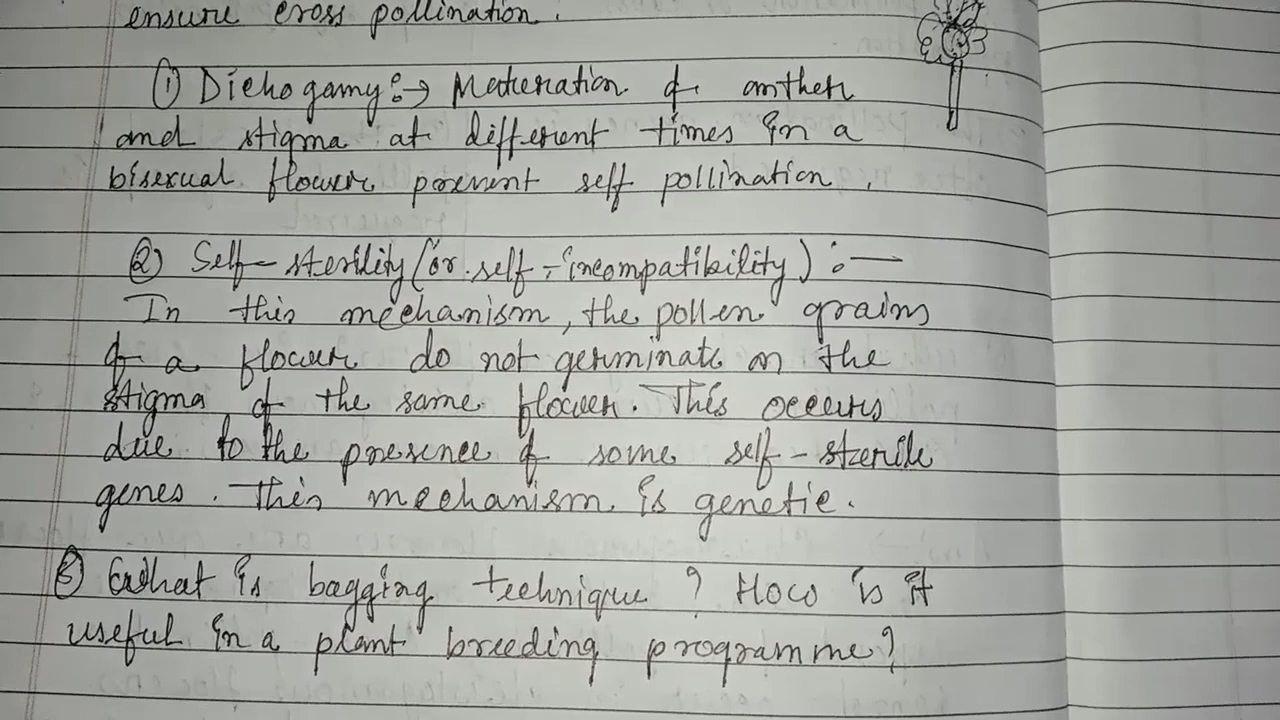 ensure cross pollination.
① Dichogamy :→ Maturation of anther
and stigma at different times in a
bisexual flower prevent self pollination.
② Self-sterility (or self-incompatibility) :—
In this mechanism, the pollen grains
of a flower do not germinate on the
stigma of the same flower. This occurs
due to the presence of some self-sterile
genes. This mechanism is genetic.
What is bagging technique ? How is it
useful in a plant breeding programme?